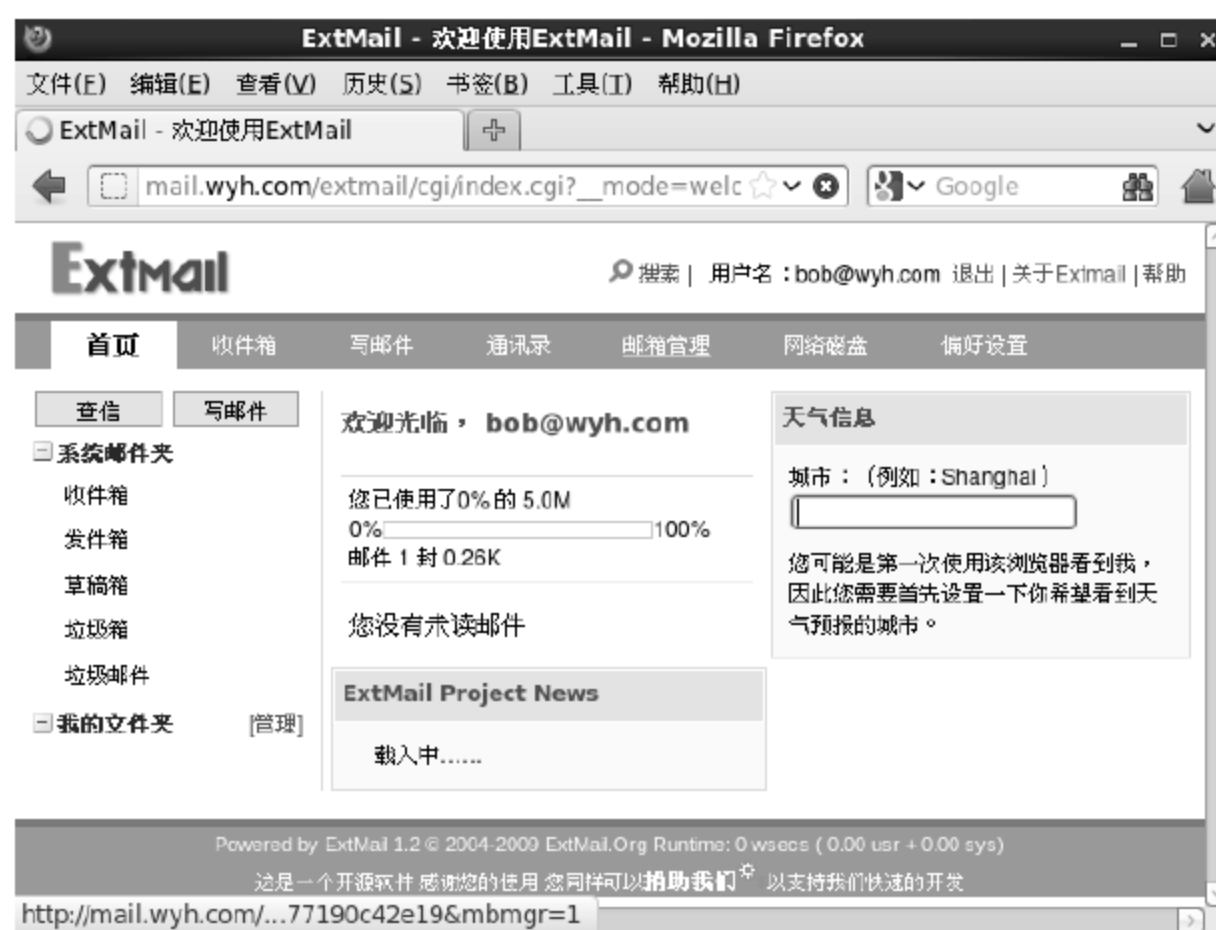 ExtMail - 欢迎使用ExtMail - Mozilla Firefox
文件(F) 编辑(E) 查看(V) 历史(S) 书签(B) 工具(T) 帮助(H)
ExtMail - 欢迎使用ExtMail
mail.wyh.com/extmail/cgi/index.cgi?__mode=welc Google
Extmail
搜索 | 用户名：bob@wyh.com 退出 | 关于Extmail | 帮助
首页 收件箱 写邮件 通讯录 邮箱管理 网络磁盘 偏好设置
查信 写邮件
系统邮件夹
收件箱
发件箱
草稿箱
垃圾箱
垃圾邮件
我的文件夹 [管理]
欢迎光临， bob@wyh.com
您已使用了0% 的 5.0M
0% 100%
邮件 1 封 0.26K
您没有未读邮件
ExtMail Project News
载入中......
天气信息
城市：（例如：Shanghai）
您可能是第一次使用该浏览器看到我，
因此您需要首先设置一下你希望看到天
气预报的城市。
Powered by ExtMail 1.2 © 2004-2009 ExtMail.Org Runtime: 0 wsecs ( 0.00 usr + 0.00 sys)
这是一个开源软件 感谢您的使用 您同样可以捐助我们 以支持我们快速的开发
http://mail.wyh.com/...77190c42e19&mbmgr=1